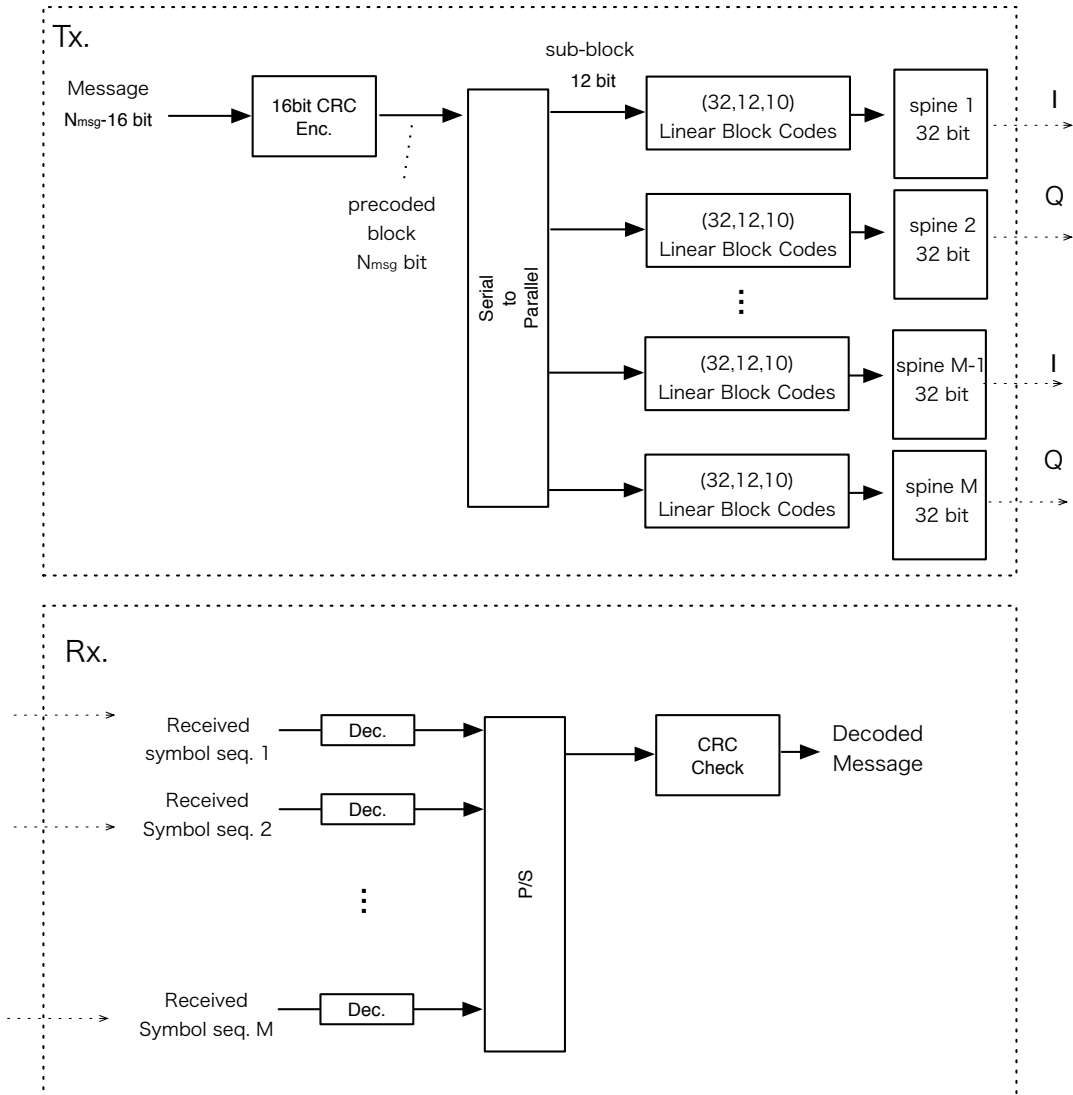 Tx.
Message
Nmsg-16 bit
16bit CRC
Enc.
precoded
block
Nmsg bit
Serial
to
Parallel
sub-block
12 bit
(32,12,10)
Linear Block Codes
spine 1
32 bit
I
(32,12,10)
Linear Block Codes
spine 2
32 bit
Q
(32,12,10)
Linear Block Codes
spine M-1
32 bit
I
(32,12,10)
Linear Block Codes
spine M
32 bit
Q
Rx.
Received
symbol seq. 1
Dec.
Received
Symbol seq. 2
Dec.
Received
Symbol seq. M
Dec.
P/S
CRC
Check
Decoded
Message